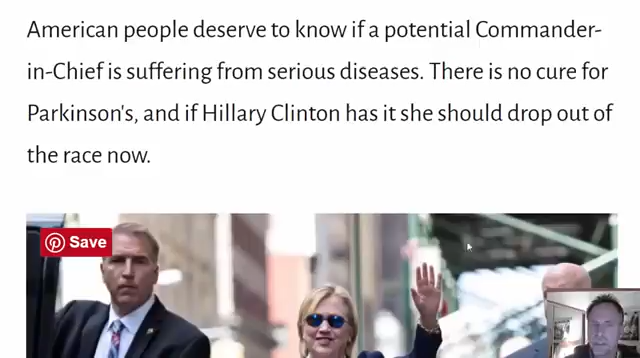 American people deserve to know if a potential Commander-
in-Chief is suffering from serious diseases. There is no cure for
Parkinson's, and if Hillary Clinton has it she should drop out of
the race now.
Save